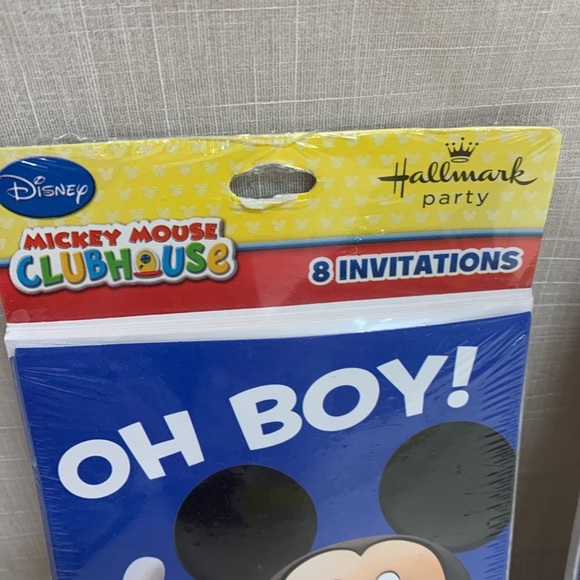 Disney
Hallmark
party
MICKEY MOUSE
CLUBHOUSE
8 INVITATIONS
OH BOY!